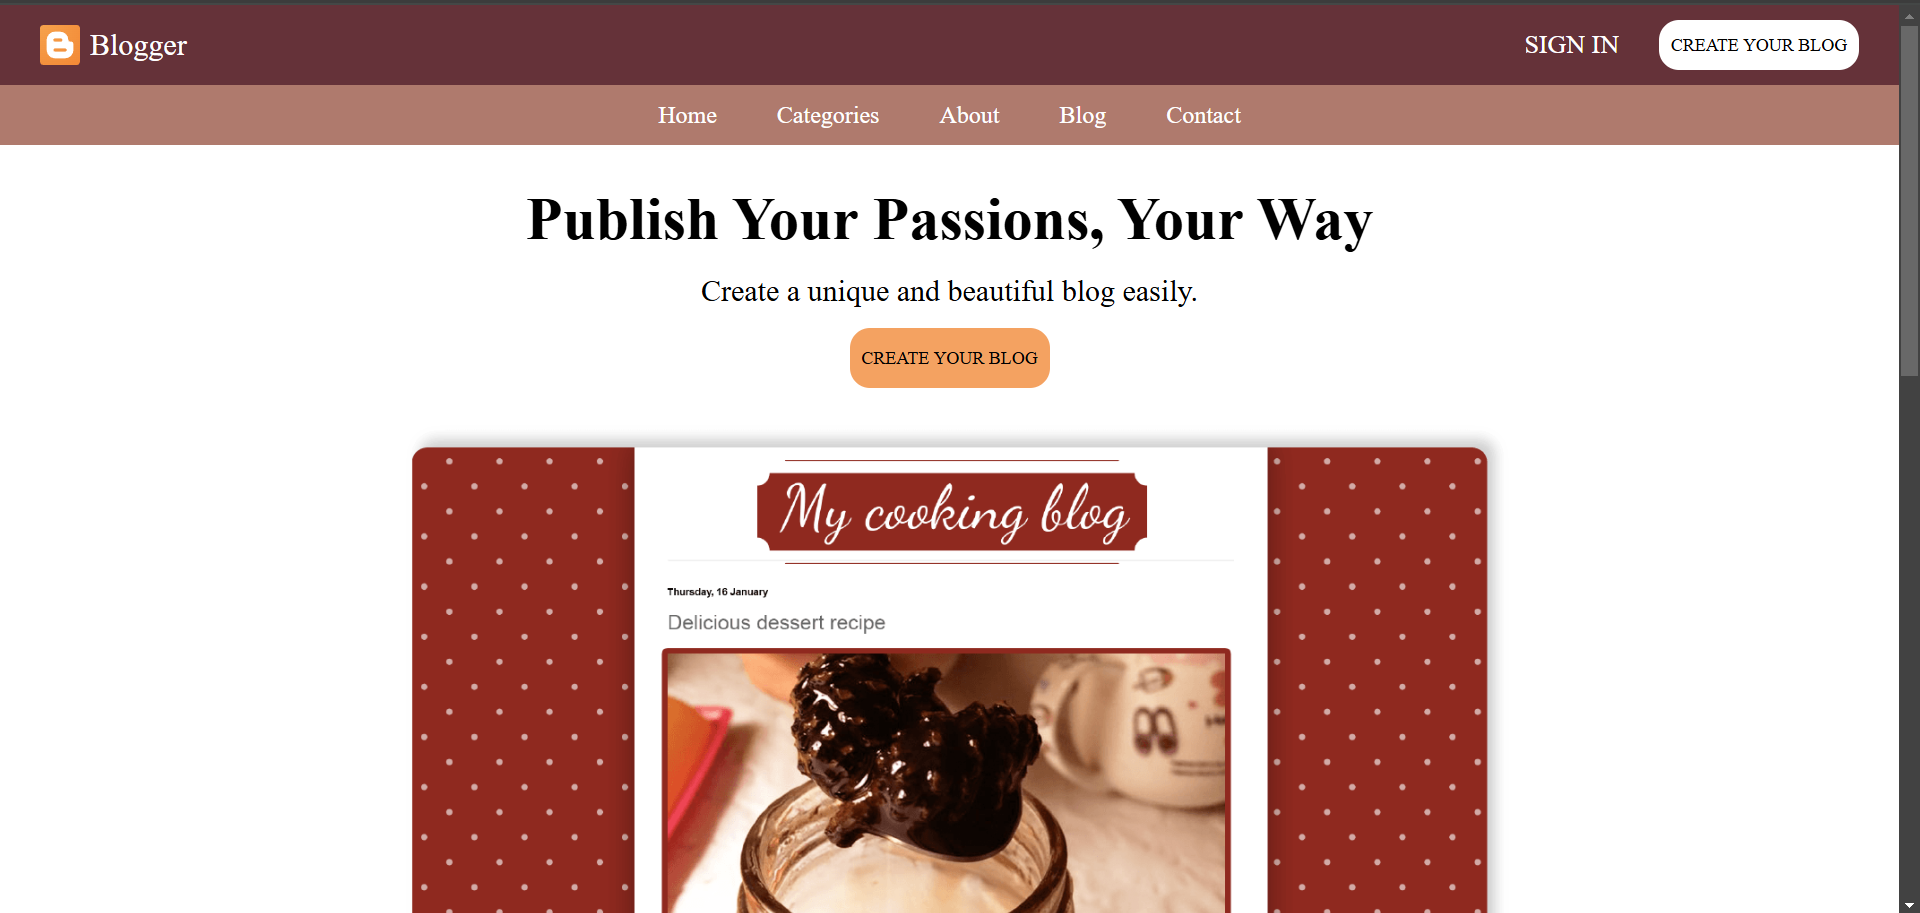 Blogger
SIGN IN
CREATE YOUR BLOG
Home
Categories
About
Blog
Contact
Publish Your Passions, Your Way
Create a unique and beautiful blog easily.
CREATE YOUR BLOG
My cooking blog
Thursday, 16 January
Delicious dessert recipe